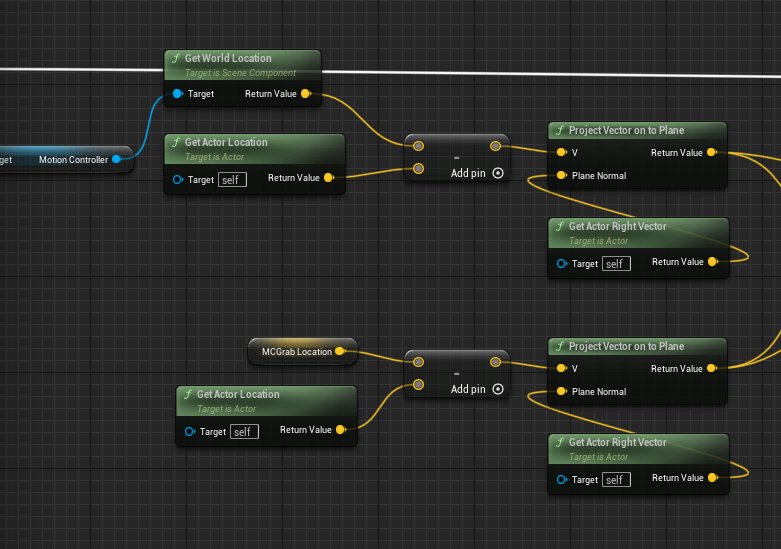 Get World Location
Target is Scene Component
Target Return Value
Project Vector on to Plane
Get Actor Location
Target is Actor
V Return Value
get Motion Controller
-
Add pin
Plane Normal
Target self Return Value
Get Actor Right Vector
Target is Actor
Target self Return Value
Project Vector on to Plane
MCGrab Location
V Return Value
-
Add pin
Plane Normal
Get Actor Location
Target is Actor
Target self Return Value
Get Actor Right Vector
Target is Actor
Target self Return Value